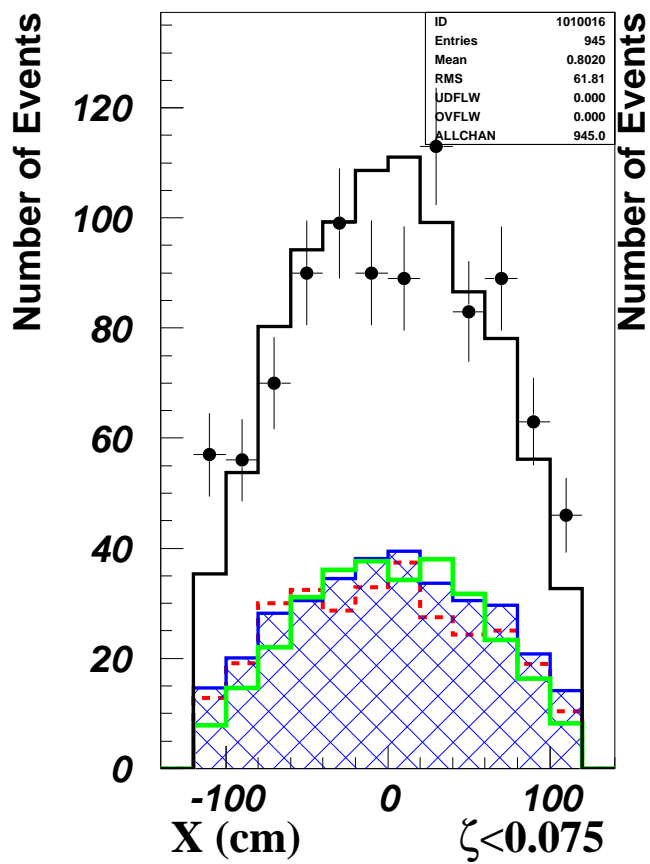 Number of Events
Number of Events
ID 1010016
Entries 945
Mean 0.8020
RMS 61.81
UDFLW 0.000
OVFLW 0.000
ALLCHAN 945.0
120
100
80
60
40
20
0
-100 0 100
X (cm) ζ<0.075